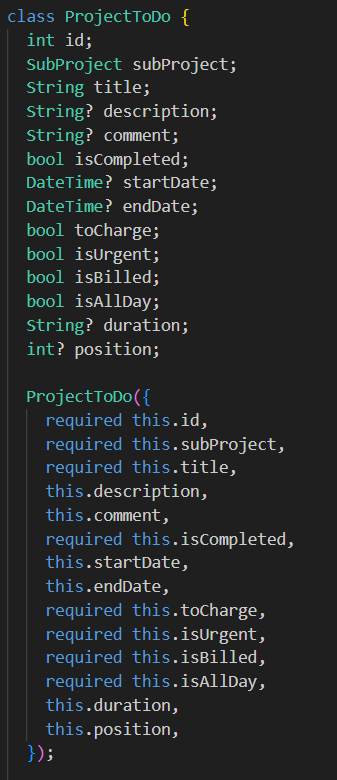 class ProjectToDo {
int id;
SubProject subProject;
String title;
String? description;
String? comment;
bool isCompleted;
DateTime? startDate;
DateTime? endDate;
bool toCharge;
bool isUrgent;
bool isBilled;
bool isAllDay;
String? duration;
int? position;
ProjectToDo({
required this.id,
required this.subProject,
required this.title,
this.description,
this.comment,
required this.isCompleted,
this.startDate,
this.endDate,
required this.toCharge,
required this.isUrgent,
required this.isBilled,
required this.isAllDay,
this.duration,
this.position,
});